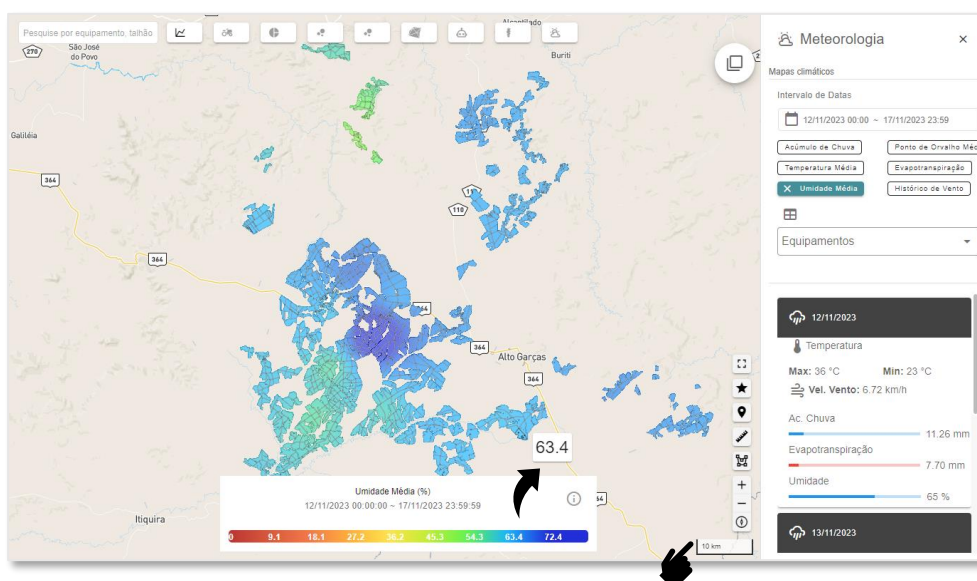 Pesquise por equipamento, talhão
Alcantilado
270
São José
do Povo
Buriti
Galiléia
364
110
364
364
364
Alto Garças
364
63.4
Umidade Média (%)
12/11/2023 00:00:00 ~ 17/11/2023 23:59:59
0 9.1 18.1 27.2 36.2 45.3 54.3 63.4 72.4
Itiquira
10 km
Meteorologia
Mapas climáticos
Intervalo de Datas
12/11/2023 00:00 ~ 17/11/2023 23:59
Acúmulo de Chuva
Ponto de Orvalho Méd
Temperatura Média
Evapotranspiração
Umidade Média
Histórico de Vento
Equipamentos
12/11/2023
Temperatura
Max: 36 °C Min: 23 °C
Vel. Vento: 6.72 km/h
Ac. Chuva
11.26 mm
Evapotranspiração
7.70 mm
Umidade
65 %
13/11/2023